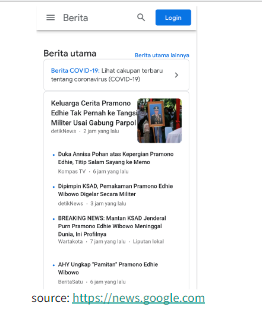 Berita
Login
Berita utama
Berita utama lainnya
Berita COVID-19: Lihat cakupan terbaru
tentang coronavirus (COVID-19)
Keluarga Cerita Pramono
Edhie Tak Pernah ke Tangsi
Militer Usai Gabung Parpol
detikNews · 2 jam yang lalu
• Duka Annisa Pohan atas Kepergian Pramono
Edhie, Titip Salam Sayang ke Memo
Kompas TV · 6 jam yang lalu
• Dipimpin KSAD, Pemakaman Pramono Edhie
Wibowo Digelar Secara Militer
detikNews · 3 jam yang lalu
• BREAKING NEWS: Mantan KSAD Jenderal
Purn Pramono Edhie Wibowo Meninggal
Dunia, Ini Profilnya
Wartakota · 7 jam yang lalu · Liputan lokal
• AHY Ungkap "Pamitan" Pramono Edhie
Wibowo
BeritaSatu · 6 jam yang lalu
source: https://news.google.com